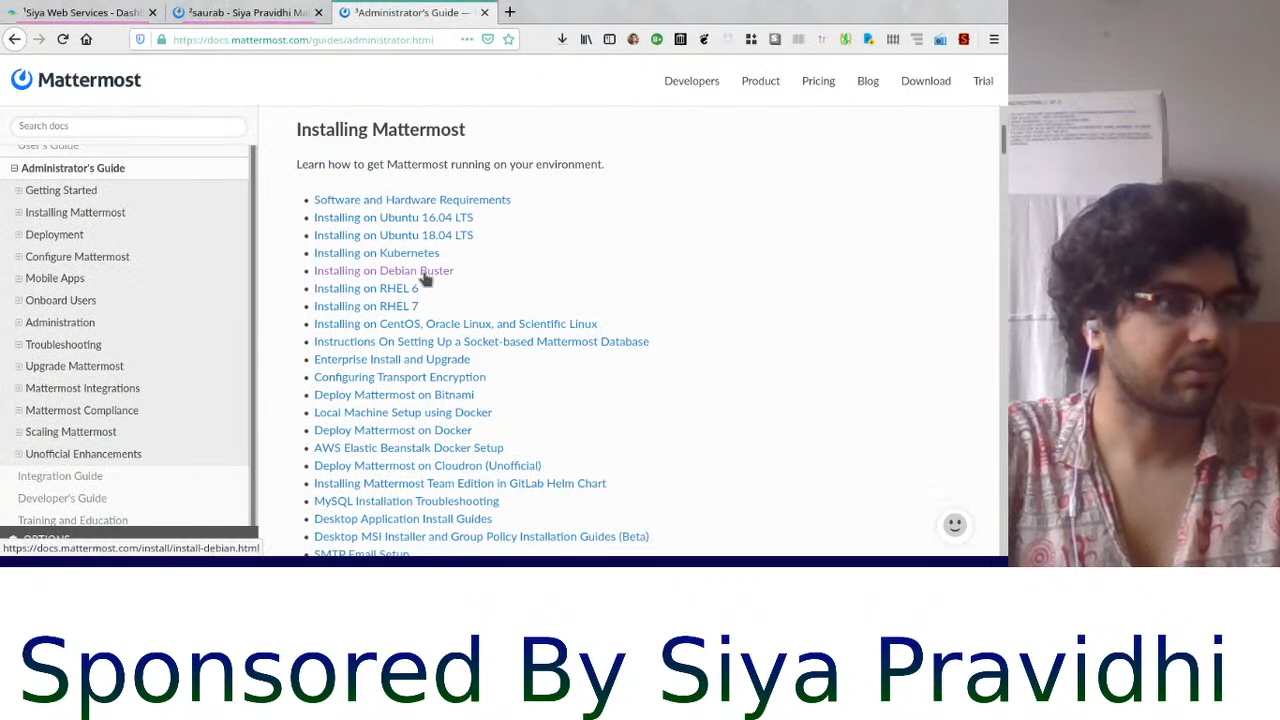 ¹Siya Web Services - Dash
²saurab - Siya Pravidhi Ma
³Administrator's Guide —
https://docs.mattermost.com/guides/administrator.html
Mattermost
Developers
Product
Pricing
Blog
Download
Trial
Search docs
User's Guide
Administrator's Guide
Getting Started
Installing Mattermost
Deployment
Configure Mattermost
Mobile Apps
Onboard Users
Administration
Troubleshooting
Upgrade Mattermost
Mattermost Integrations
Mattermost Compliance
Scaling Mattermost
Unofficial Enhancements
Integration Guide
Developer's Guide
Training and Education
OPTIONS
https://docs.mattermost.com/install/install-debian.html
Installing Mattermost
Learn how to get Mattermost running on your environment.
Software and Hardware Requirements
Installing on Ubuntu 16.04 LTS
Installing on Ubuntu 18.04 LTS
Installing on Kubernetes
Installing on Debian Buster
Installing on RHEL 6
Installing on RHEL 7
Installing on CentOS, Oracle Linux, and Scientific Linux
Instructions On Setting Up a Socket-based Mattermost Database
Enterprise Install and Upgrade
Configuring Transport Encryption
Deploy Mattermost on Bitnami
Local Machine Setup using Docker
Deploy Mattermost on Docker
AWS Elastic Beanstalk Docker Setup
Deploy Mattermost on Cloudron (Unofficial)
Installing Mattermost Team Edition in GitLab Helm Chart
MySQL Installation Troubleshooting
Desktop Application Install Guides
Desktop MSI Installer and Group Policy Installation Guides (Beta)
SMTP Email Setup
Sponsored By Siya Pravidhi